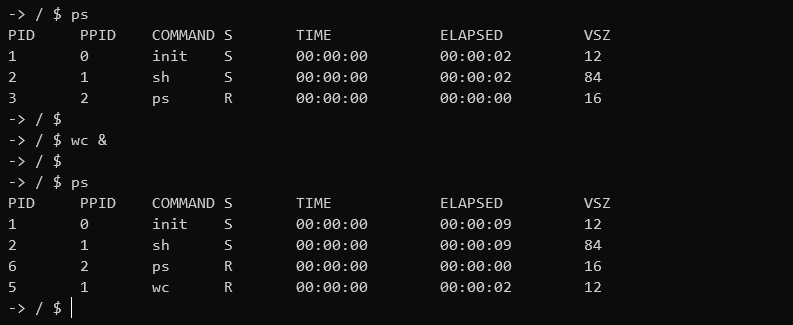 -> / $ ps
PID     PPID    COMMAND S       TIME            ELAPSED         VSZ
1       0       init    S       00:00:00        00:00:02        12
2       1       sh      S       00:00:00        00:00:02        84
3       2       ps      R       00:00:00        00:00:00        16
-> / $
-> / $ wc &
-> / $
-> / $ ps
PID     PPID    COMMAND S       TIME            ELAPSED         VSZ
1       0       init    S       00:00:00        00:00:09        12
2       1       sh      S       00:00:00        00:00:09        84
6       2       ps      R       00:00:00        00:00:00        16
5       1       wc      R       00:00:00        00:00:02        12
-> / $